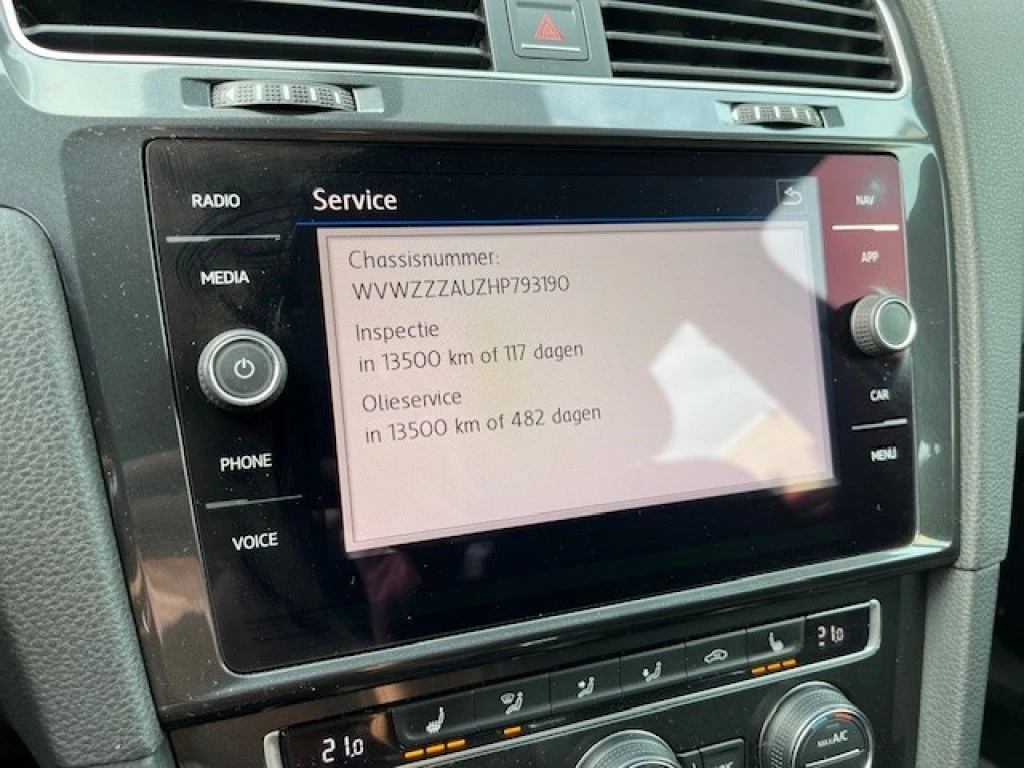 RADIO
MEDIA
PHONE
VOICE
Service
Chassisnummer:
WVWZZZAUZHP793190
Inspectie
in 13500 km of 117 dagen
Olieservice
in 13500 km of 482 dagen
NAV
APP
CAR
MENU
21.0
21.0
MAX A/C